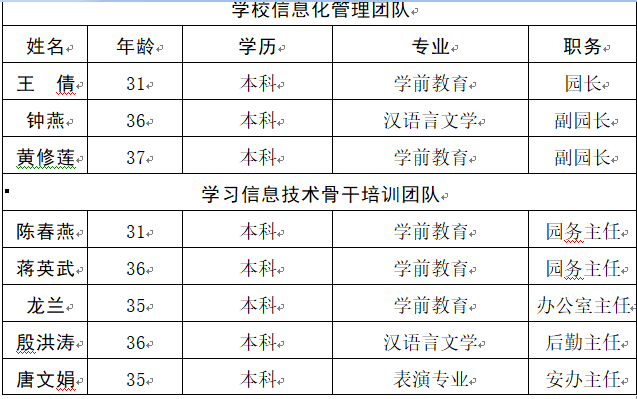 学校信息化管理团队
姓名 年龄 学历 专业 职务
王 倩 31 本科 学前教育 园长
钟燕 36 本科 汉语言文学 副园长
黄修莲 37 本科 学前教育 副园长
学习信息技术骨干培训团队
陈春燕 31 本科 学前教育 园务主任
蒋英武 36 本科 学前教育 园务主任
龙兰 35 本科 学前教育 办公室主任
殷洪涛 36 本科 汉语言文学 后勤主任
唐文娟 35 本科 表演专业 安办主任